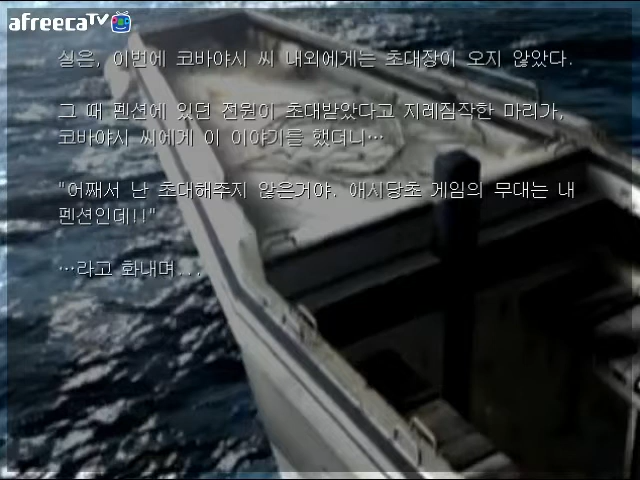 afreecaTV
실은, 이번에 코바야시 씨 내외에게는 초대장이 오지 않았다.
그 때 펜션에 있던 전원이 초대받았다고 지레짐작한 마리가,
코바야시 씨에게 이 이야기를 했더니…
"어째서 난 초대해주지 않은거야. 애시당초 게임의 무대는 내
펜션인데!!"
…라고 화내며...